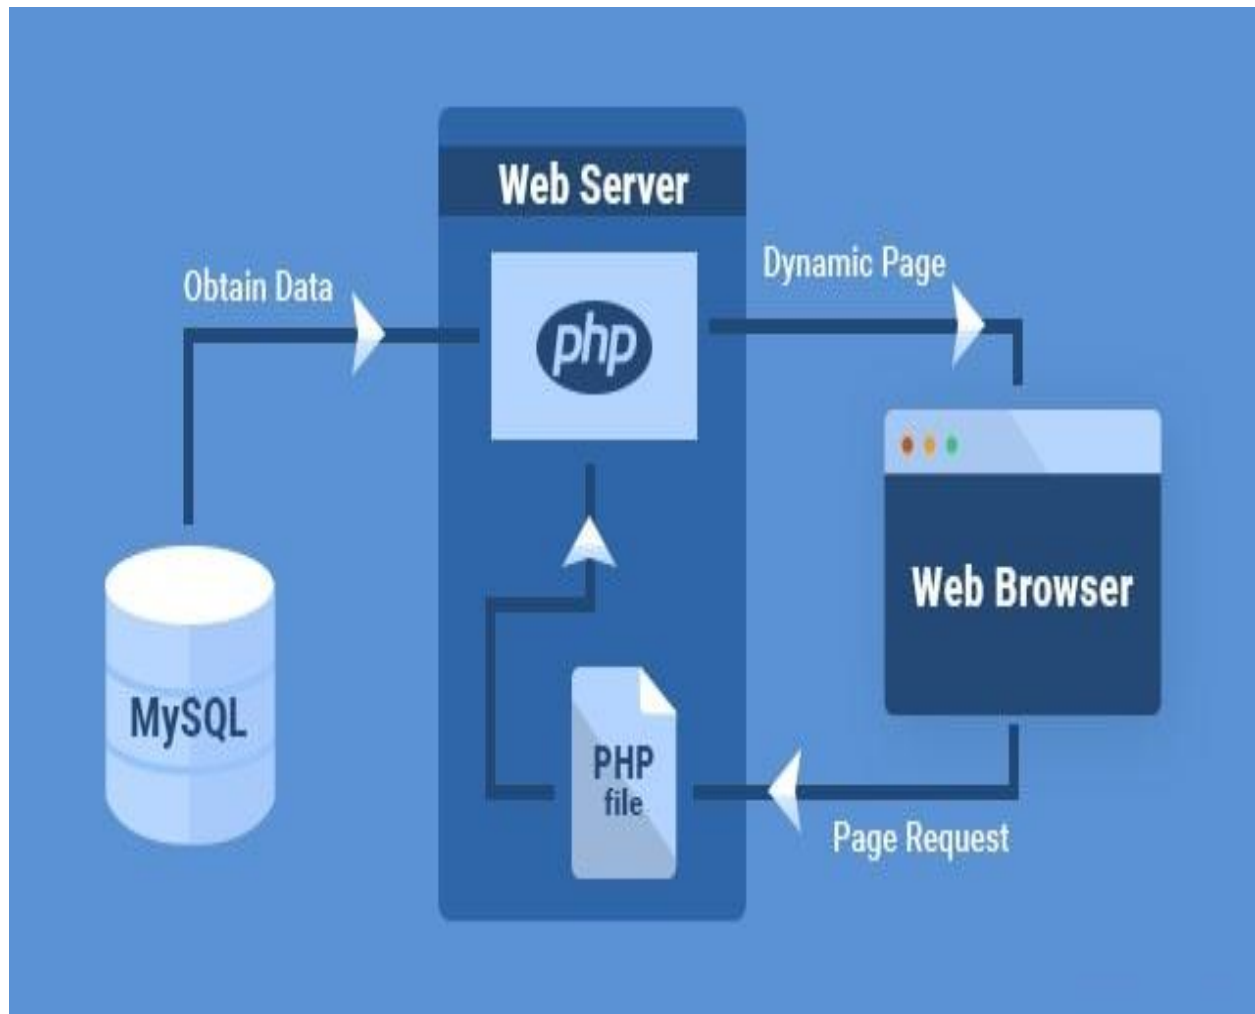 Web Server
Obtain Data
php
Dynamic Page
MySQL
PHP
file
Web Browser
Page Request